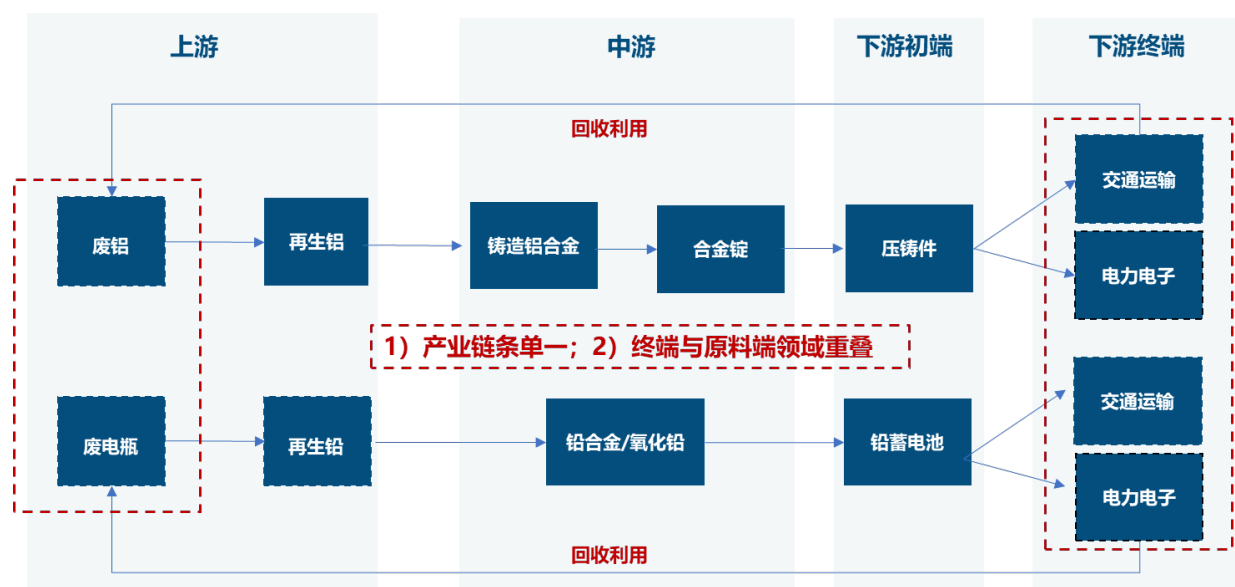 上游
中游
下游初端
下游终端
回收利用
交通运输
废铝
再生铝
铸造铝合金
合金锭
压铸件
电力电子
1）产业链条单一；2）终端与原料端领域重叠
交通运输
废电瓶
再生铅
铅合金/氧化铅
铅蓄电池
电力电子
回收利用